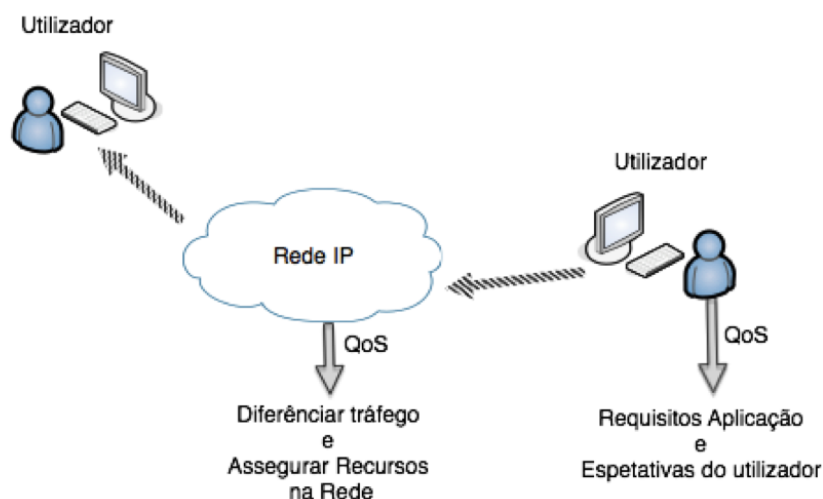 Utilizador
Utilizador
Rede IP
QoS
Diferênciar tráfego
e
Assegurar Recursos
na Rede
QoS
Requisitos Aplicação
e
Espetativas do utilizador